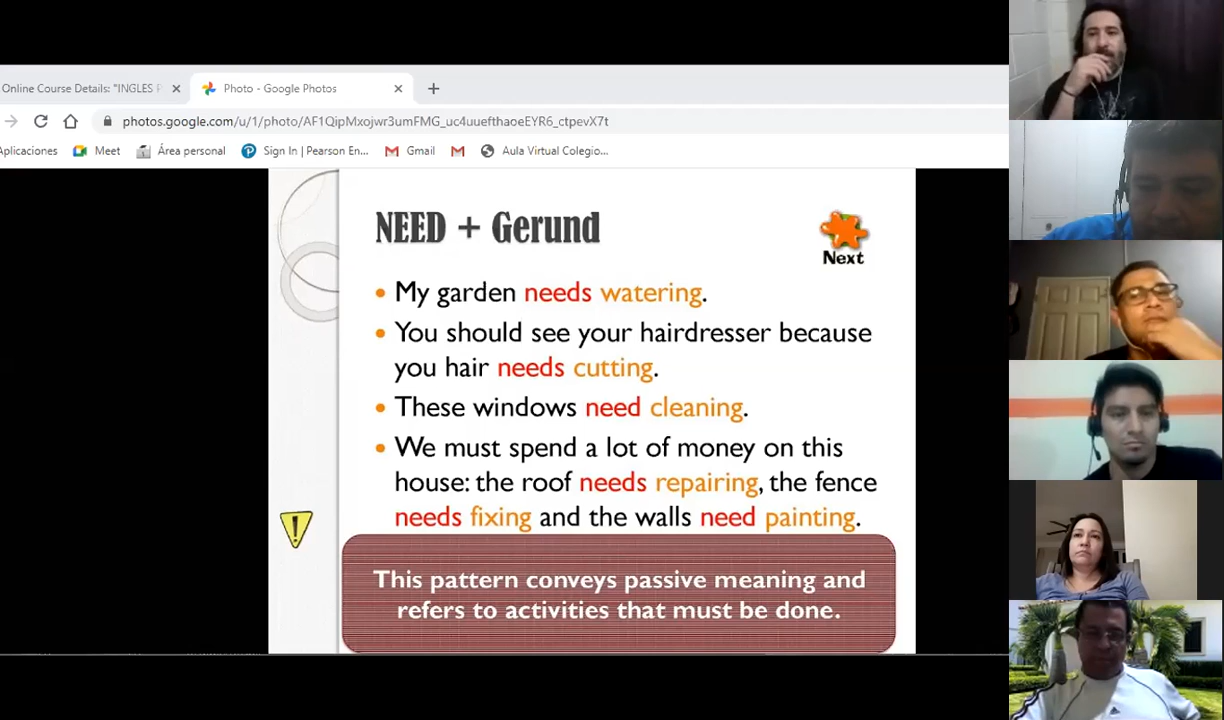 Online Course Details: "INGLES P
Photo - Google Photos
photos.google.com/u/1/photo/AF1QipMxojwr3umFMG_uc4uuefthaoeEYR6_ctpevX7t
Aplicaciones Meet Área personal Sign In | Pearson En... Gmail Aula Virtual Colegio...
NEED + Gerund
Next
• My garden needs watering.
• You should see your hairdresser because
you hair needs cutting.
• These windows need cleaning.
• We must spend a lot of money on this
house: the roof needs repairing, the fence
needs fixing and the walls need painting.
This pattern conveys passive meaning and
refers to activities that must be done.